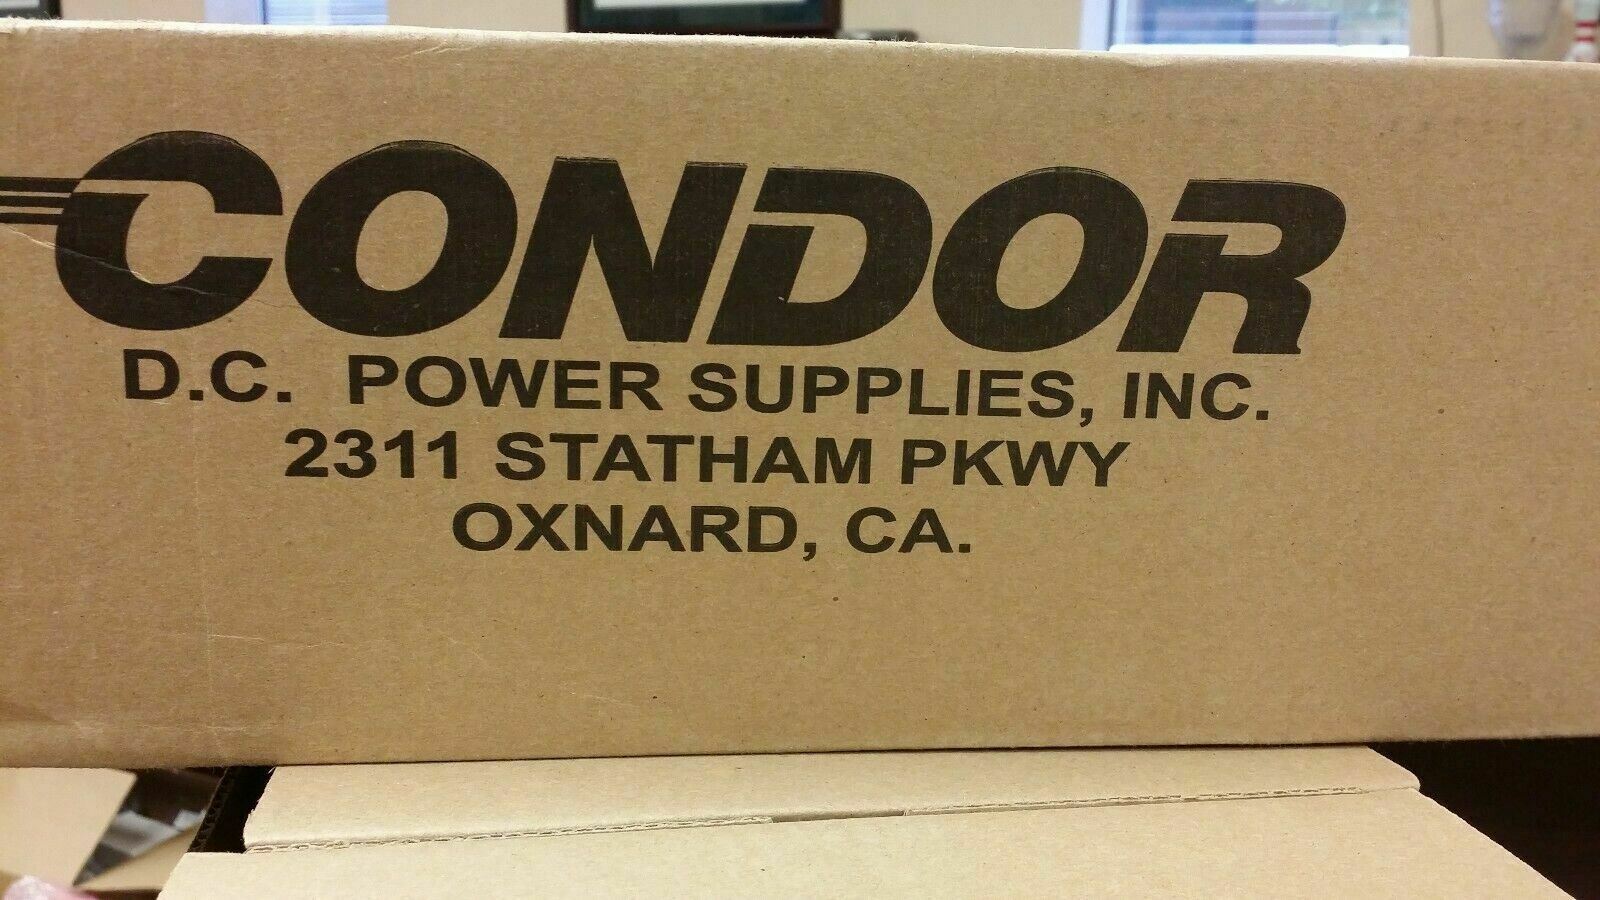 CONDOR
D.C. POWER SUPPLIES, INC.
2311 STATHAM PKWY
OXNARD, CA.